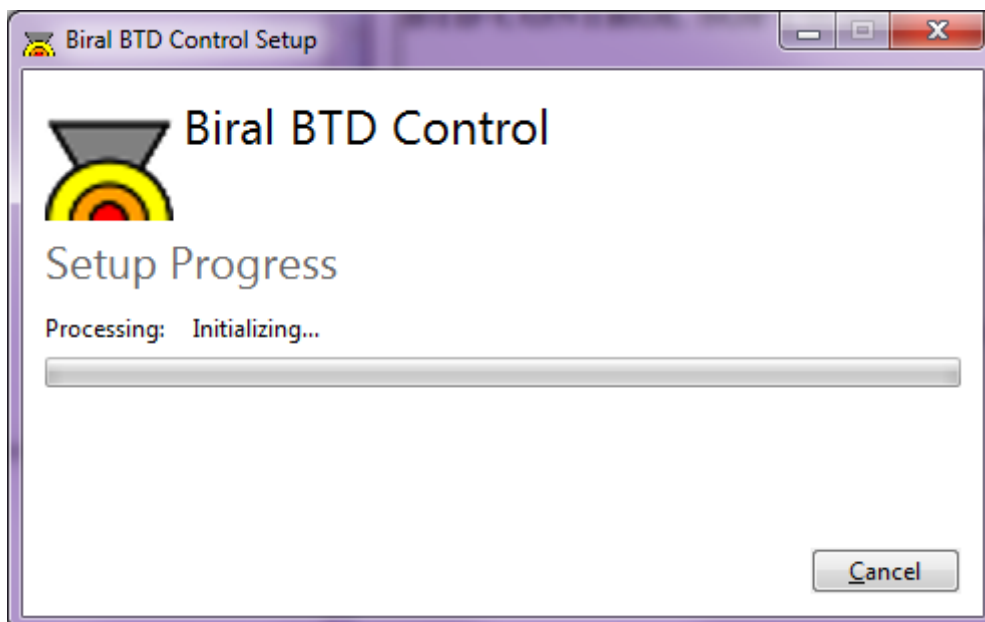 Biral BTD Control Setup
Biral BTD Control
Setup Progress
Processing: Initializing...
Cancel